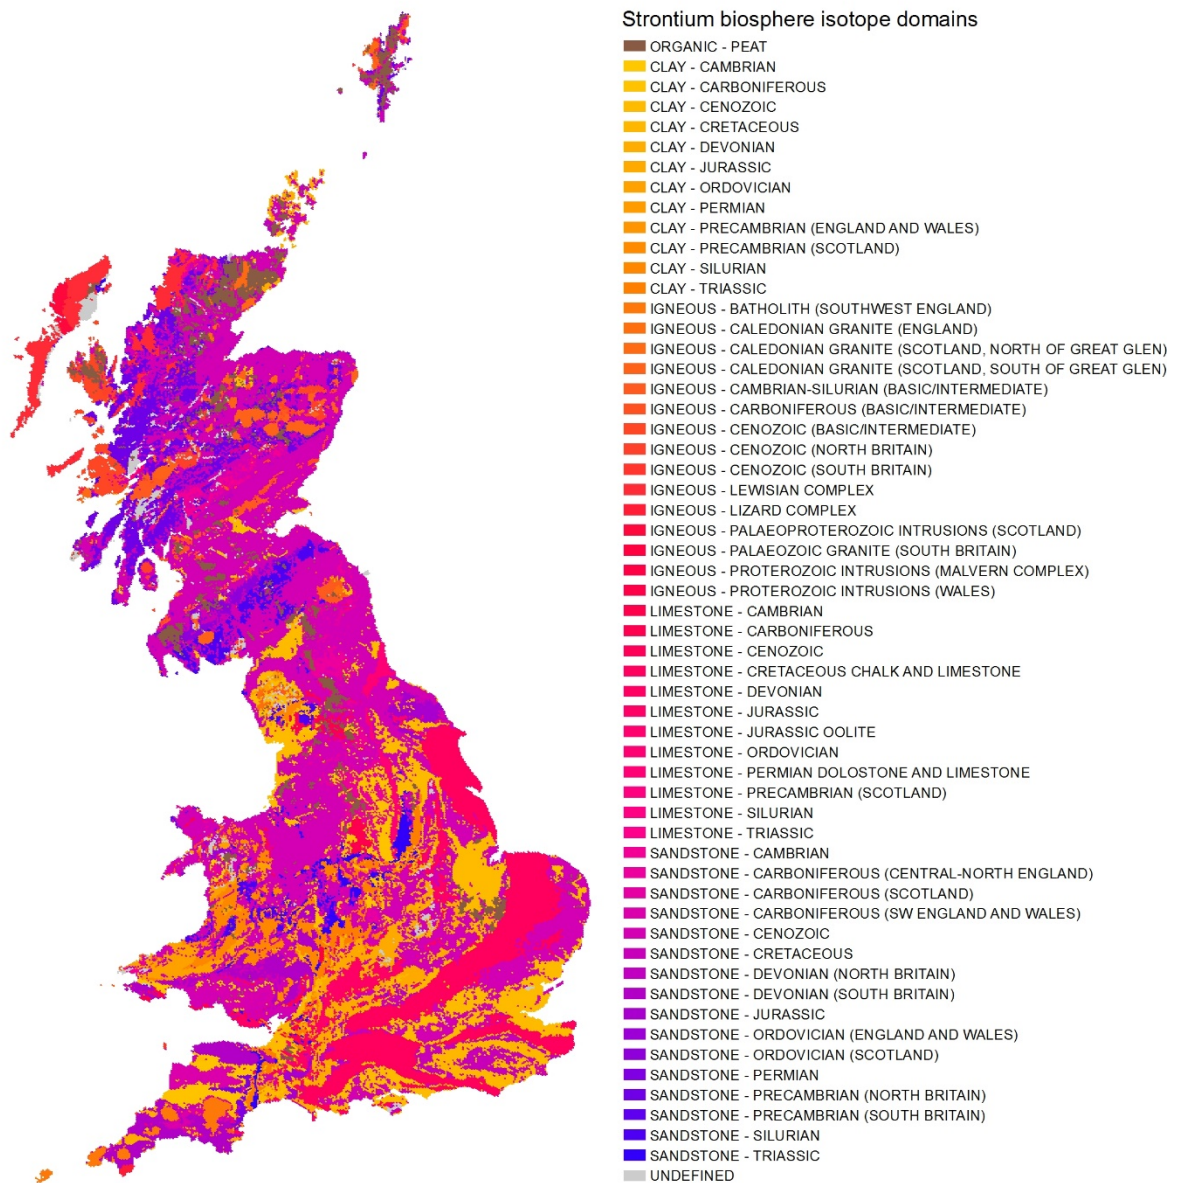 Strontium biosphere isotope domains
ORGANIC - PEAT
CLAY - CAMBRIAN
CLAY - CARBONIFEROUS
CLAY - CENOZOIC
CLAY - CRETACEOUS
CLAY - DEVONIAN
CLAY - JURASSIC
CLAY - ORDOVICIAN
CLAY - PERMIAN
CLAY - PRECAMBRIAN (ENGLAND AND WALES)
CLAY - PRECAMBRIAN (SCOTLAND)
CLAY - SILURIAN
CLAY - TRIASSIC
IGNEOUS - BATHOLITH (SOUTHWEST ENGLAND)
IGNEOUS - CALEDONIAN GRANITE (ENGLAND)
IGNEOUS - CALEDONIAN GRANITE (SCOTLAND, NORTH OF GREAT GLEN)
IGNEOUS - CALEDONIAN GRANITE (SCOTLAND, SOUTH OF GREAT GLEN)
IGNEOUS - CAMBRIAN-SILURIAN (BASIC/INTERMEDIATE)
IGNEOUS - CARBONIFEROUS (BASIC/INTERMEDIATE)
IGNEOUS - CENOZOIC (BASIC/INTERMEDIATE)
IGNEOUS - CENOZOIC (NORTH BRITAIN)
IGNEOUS - CENOZOIC (SOUTH BRITAIN)
IGNEOUS - LEWISIAN COMPLEX
IGNEOUS - LIZARD COMPLEX
IGNEOUS - PALAEOPROTEROZOIC INTRUSIONS (SCOTLAND)
IGNEOUS - PALAEOZOIC GRANITE (SOUTH BRITAIN)
IGNEOUS - PROTEROZOIC INTRUSIONS (MALVERN COMPLEX)
IGNEOUS - PROTEROZOIC INTRUSIONS (WALES)
LIMESTONE - CAMBRIAN
LIMESTONE - CARBONIFEROUS
LIMESTONE - CENOZOIC
LIMESTONE - CRETACEOUS CHALK AND LIMESTONE
LIMESTONE - DEVONIAN
LIMESTONE - JURASSIC
LIMESTONE - JURASSIC OOLITE
LIMESTONE - ORDOVICIAN
LIMESTONE - PERMIAN DOLOSTONE AND LIMESTONE
LIMESTONE - PRECAMBRIAN (SCOTLAND)
LIMESTONE - SILURIAN
LIMESTONE - TRIASSIC
SANDSTONE - CAMBRIAN
SANDSTONE - CARBONIFEROUS (CENTRAL-NORTH ENGLAND)
SANDSTONE - CARBONIFEROUS (SCOTLAND)
SANDSTONE - CARBONIFEROUS (SW ENGLAND AND WALES)
SANDSTONE - CENOZOIC
SANDSTONE - CRETACEOUS
SANDSTONE - DEVONIAN (NORTH BRITAIN)
SANDSTONE - DEVONIAN (SOUTH BRITAIN)
SANDSTONE - JURASSIC
SANDSTONE - ORDOVICIAN (ENGLAND AND WALES)
SANDSTONE - ORDOVICIAN (SCOTLAND)
SANDSTONE - PERMIAN
SANDSTONE - PRECAMBRIAN (NORTH BRITAIN)
SANDSTONE - PRECAMBRIAN (SOUTH BRITAIN)
SANDSTONE - SILURIAN
SANDSTONE - TRIASSIC
UNDEFINED